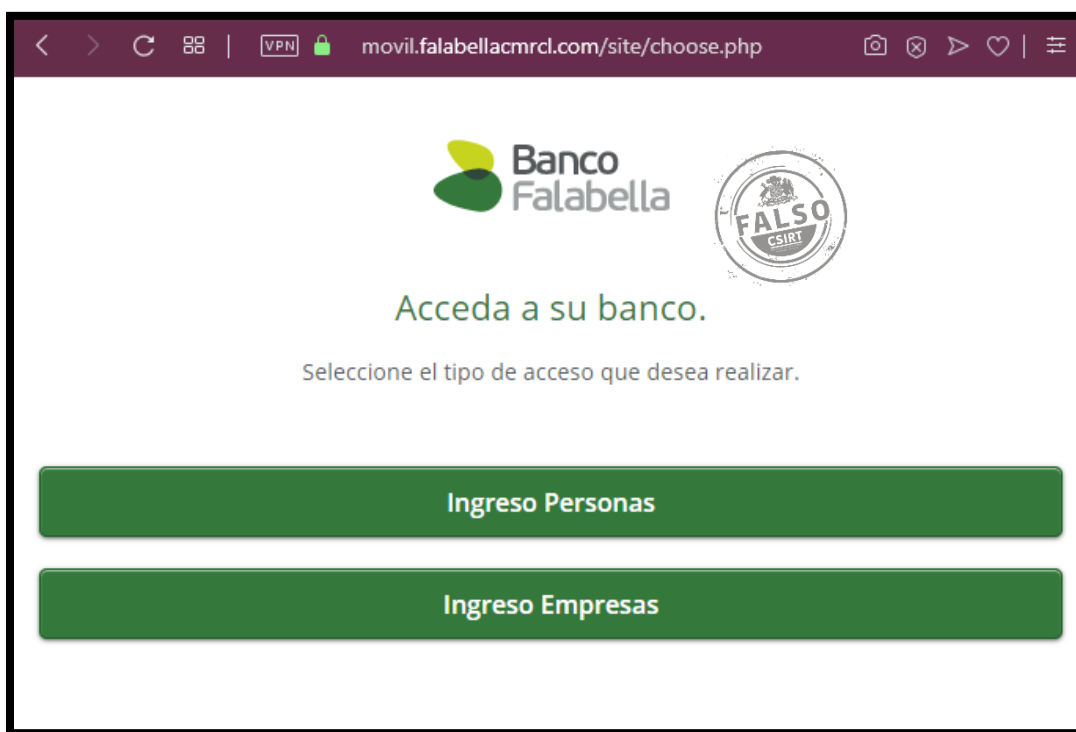 VPN movil.falabellacmrcl.com/site/choose.php
Banco
Falabella
FALSO
CSIRT
Acceda a su banco.
Seleccione el tipo de acceso que desea realizar.
Ingreso Personas
Ingreso Empresas